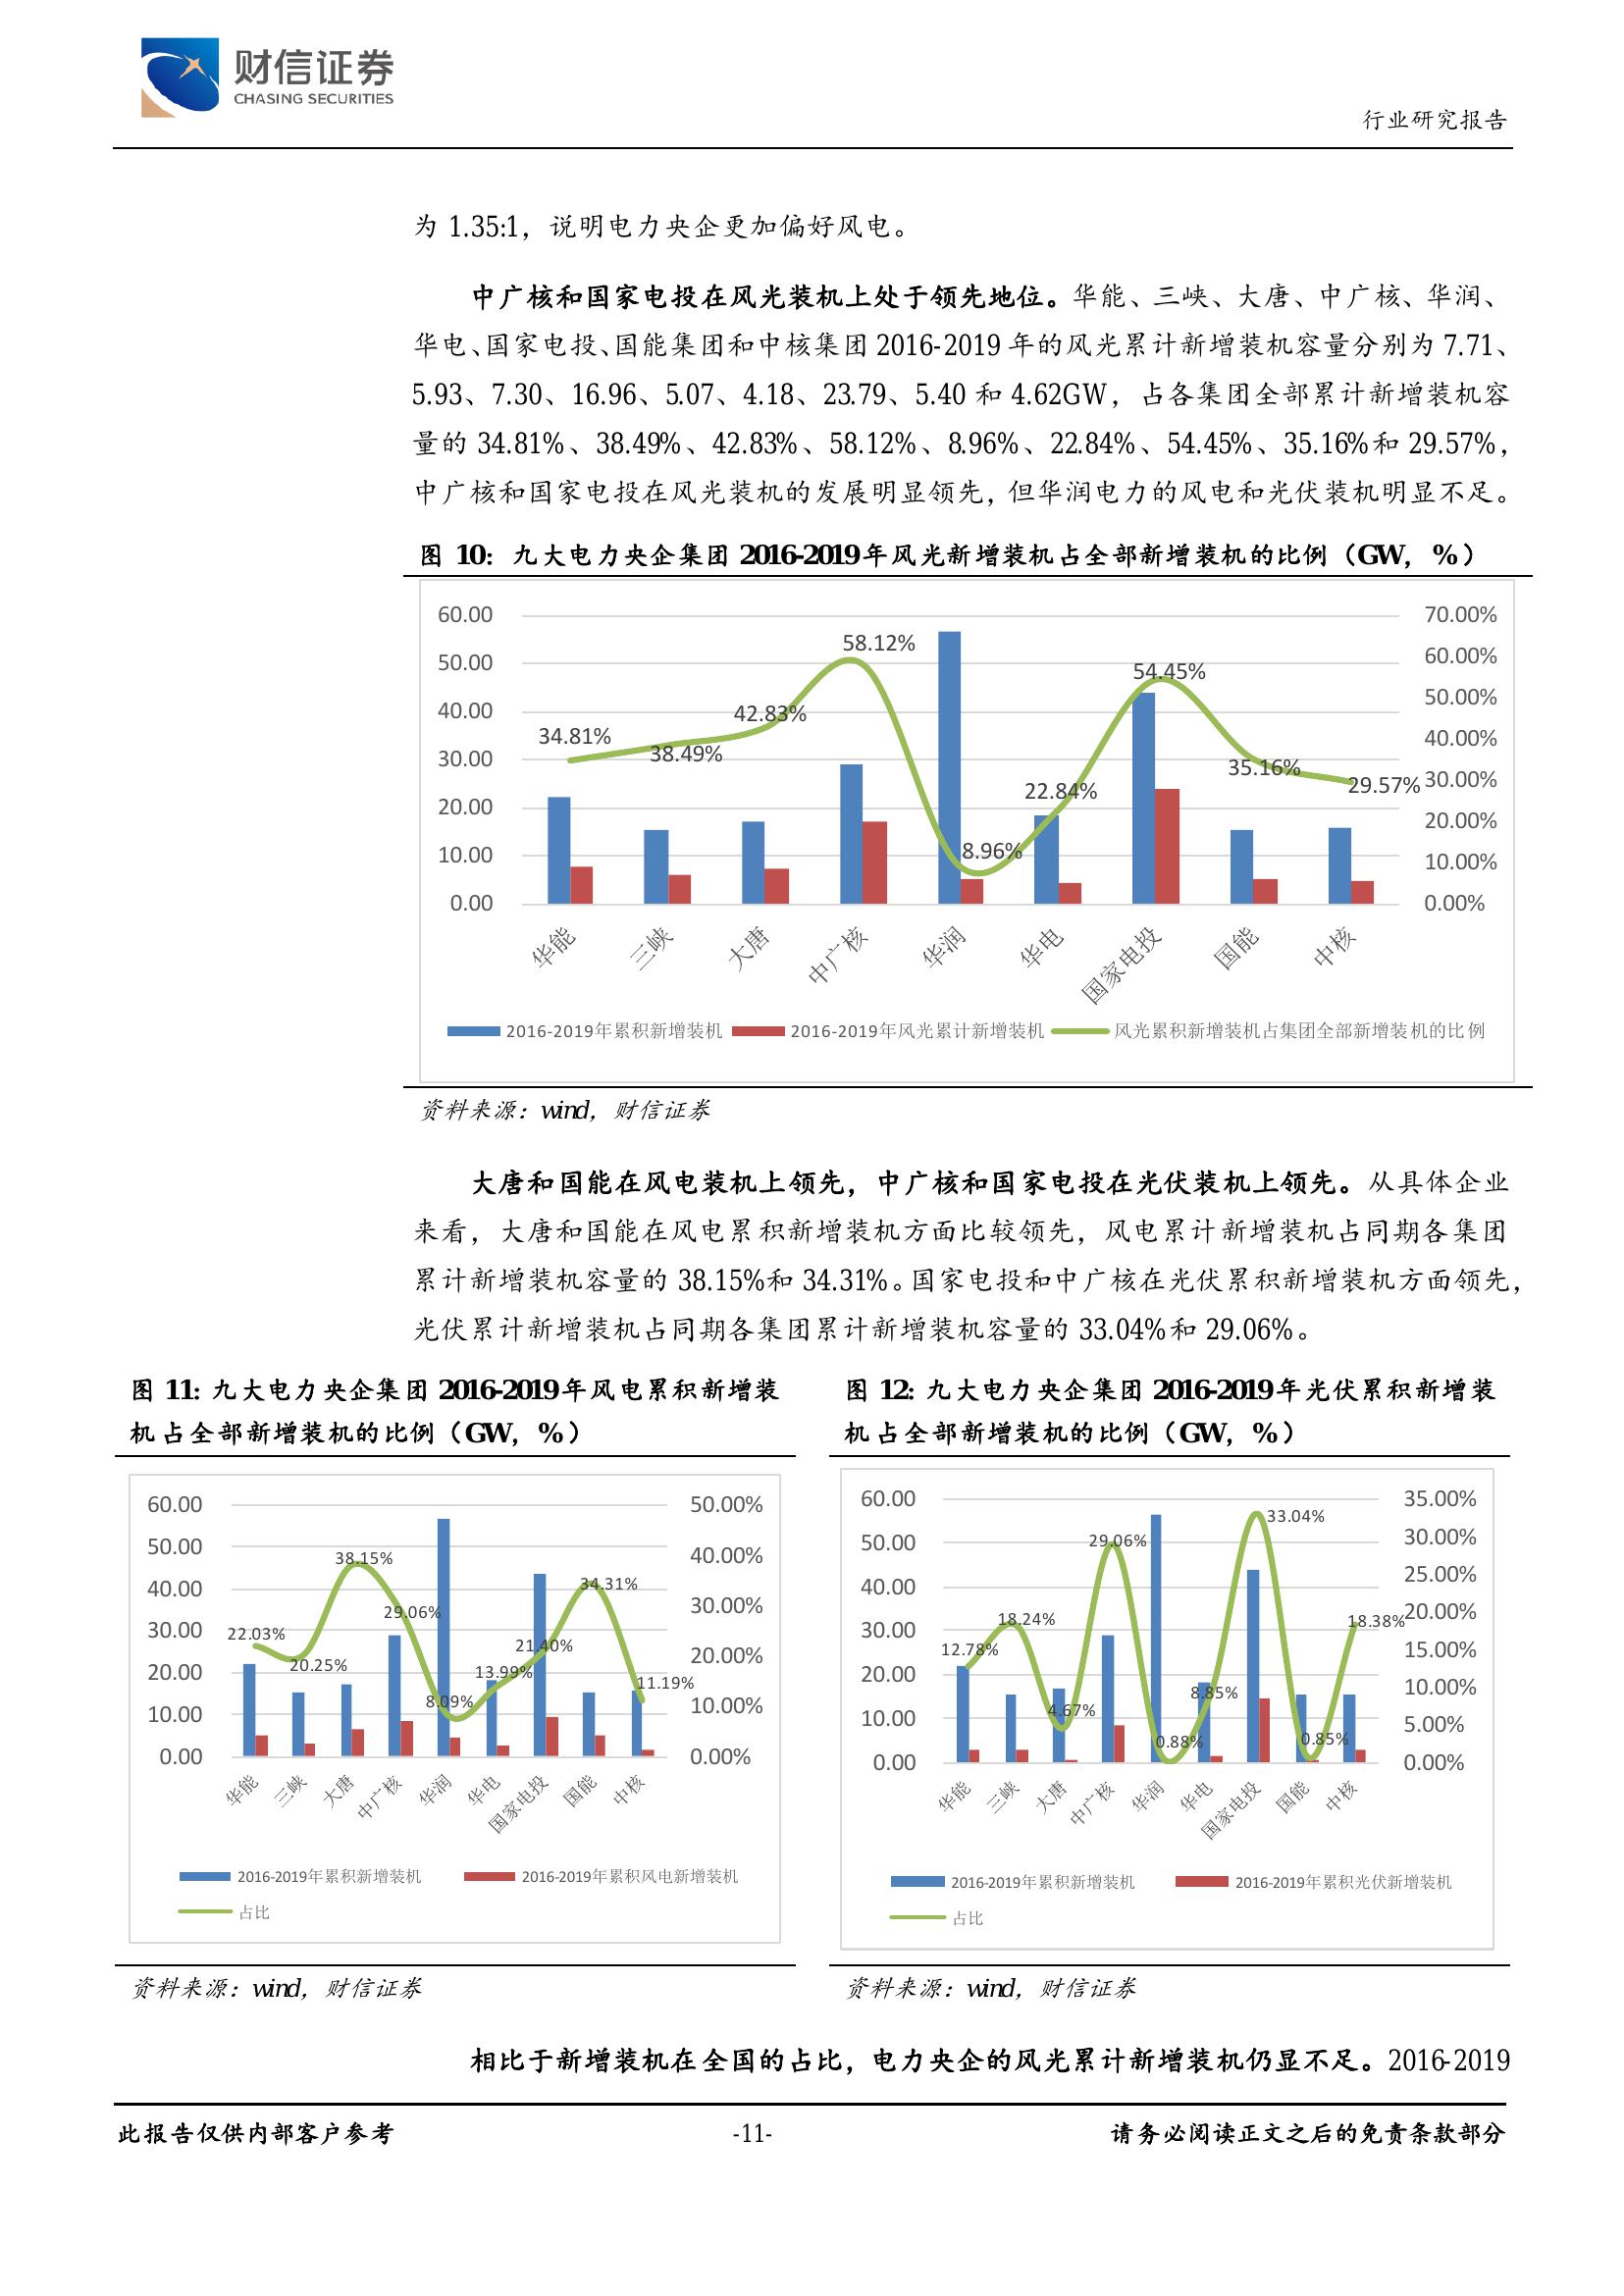 财信证券
CHASING SECURITIES
行业研究报告
为 1.35:1，说明电力央企更加偏好风电。
中广核和国家电投在风光装机上处于领先地位。华能、三峡、大唐、中广核、华润、
华电、国家电投、国能集团和中核集团 2016-2019 年的风光累计新增装机容量分别为 7.71、
5.93、7.30、16.96、5.07、4.18、23.79、5.40 和 4.62GW，占各集团全部累计新增装机容
量的 34.81%、38.49%、42.83%、58.12%、8.96%、22.84%、54.45%、35.16%和 29.57%，
中广核和国家电投在风光装机的发展明显领先，但华润电力的风电和光伏装机明显不足。
图 10：九大电力央企集团 2016-2019 年风光新增装机占全部新增装机的比例（GW，%）
60.00
50.00
40.00
30.00
20.00
10.00
0.00
70.00%
60.00%
50.00%
40.00%
30.00%
20.00%
10.00%
0.00%
34.81%
38.49%
42.83%
58.12%
8.96%
22.84%
54.45%
35.16%
29.57%
华能
三峡
大唐
中广核
华润
华电
国家电投
国能
中核
2016-2019年累积新增装机
2016-2019年风光累计新增装机
风光累积新增装机占集团全部新增装机的比例
资料来源：wind，财信证券
大唐和国能在风电装机上领先，中广核和国家电投在光伏装机上领先。从具体企业
来看，大唐和国能在风电累积新增装机方面比较领先，风电累计新增装机占同期各集团
累计新增装机容量的 38.15%和 34.31%。国家电投和中广核在光伏累积新增装机方面领先，
光伏累计新增装机占同期各集团累计新增装机容量的 33.04%和 29.06%。
图 11：九大电力央企集团 2016-2019 年风电累积新增装
机占全部新增装机的比例（GW，%）
60.00
50.00
40.00
30.00
20.00
10.00
0.00
50.00%
40.00%
30.00%
20.00%
10.00%
0.00%
22.03%
20.25%
38.15%
29.06%
8.09%
13.99%
21.40%
34.31%
11.19%
华能
三峡
大唐
中广核
华润
华电
国家电投
国能
中核
2016-2019年累积新增装机
2016-2019年累积风电新增装机
占比
资料来源：wind，财信证券
图 12：九大电力央企集团 2016-2019 年光伏累积新增装
机占全部新增装机的比例（GW，%）
60.00
50.00
40.00
30.00
20.00
10.00
0.00
35.00%
30.00%
25.00%
20.00%
15.00%
10.00%
5.00%
0.00%
12.78%
18.24%
4.67%
29.06%
0.88%
8.85%
33.04%
0.85%
18.38%
华能
三峡
大唐
中广核
华润
华电
国家电投
国能
中核
2016-2019年累积新增装机
2016-2019年累积光伏新增装机
占比
资料来源：wind，财信证券
相比于新增装机在全国的占比，电力央企的风光累计新增装机仍显不足。2016-2019
此报告仅供内部客户参考
-11-
请务必阅读正文之后的免责条款部分